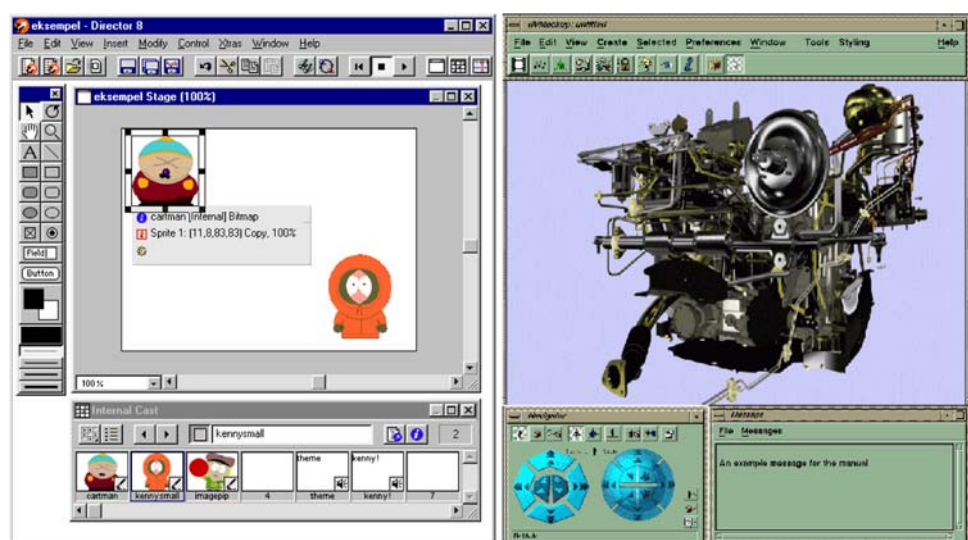 eksempel - Director 8
File Edit View Insert Modify Control Xtras Window Help
eksempel Stage (100%)
cartman [Internal] Bitmap
Sprite 1: (11,8,83,83) Copy, 100%
A
Field
Button
100%
Internal Cast
kennysmall
2
theme kenny!
cartman kennysmall imagepip 4 theme kenny! 7
File Edit View Create Selected Preferences Window Tools Styling Help
Navigator
Message
File Messages
An example message for the manual